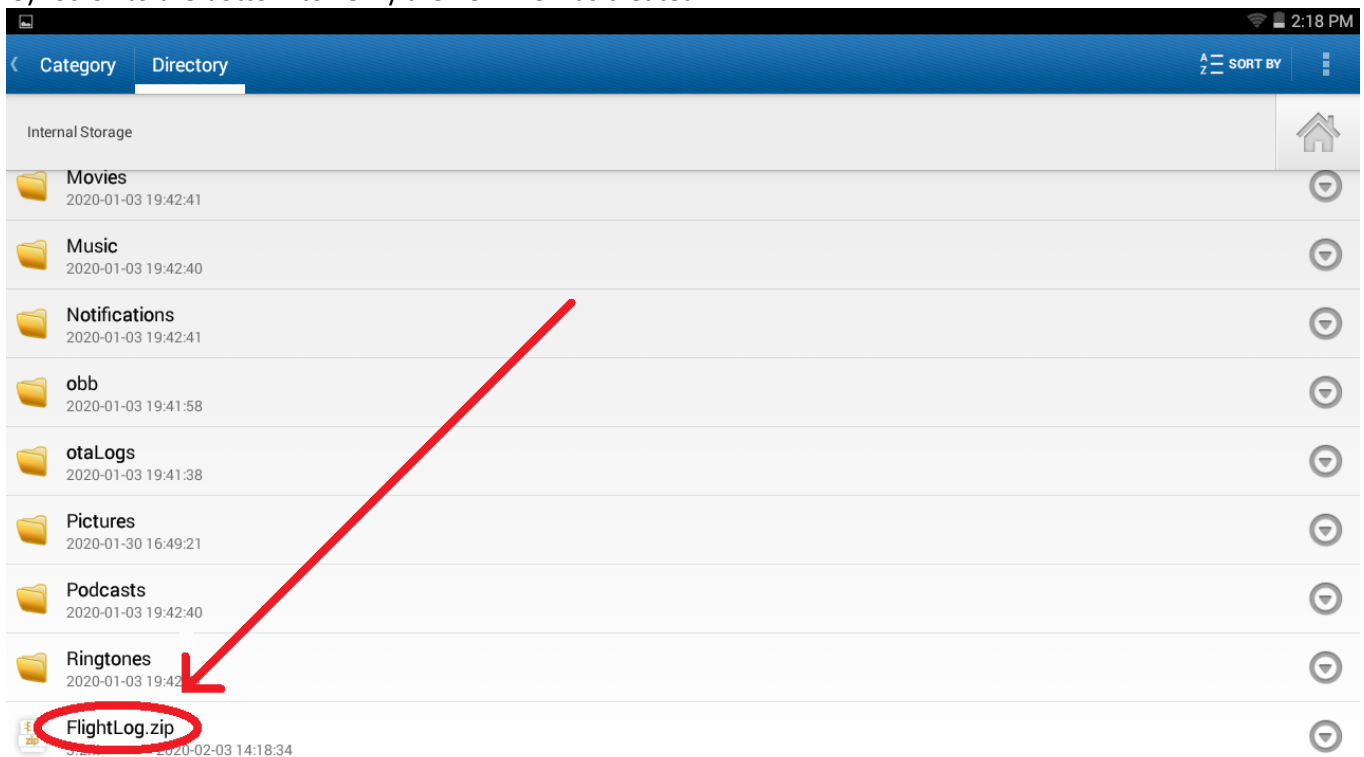 2:18 PM
Category Directory SORT BY
Internal Storage
Movies
2020-01-03 19:42:41
Music
2020-01-03 19:42:40
Notifications
2020-01-03 19:42:41
obb
2020-01-03 19:41:58
otaLogs
2020-01-03 19:41:38
Pictures
2020-01-30 16:49:21
Podcasts
2020-01-03 19:42:40
Ringtones
2020-01-03
FlightLog.zip
2020-02-03 14:18:34